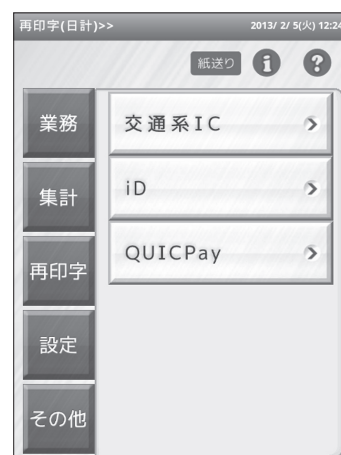 再印字(日計)>> 2013/ 2/ 5(火) 12:24
紙送り i ?
業務
集計
再印字
設定
その他
交通系IC
iD
QUICPay